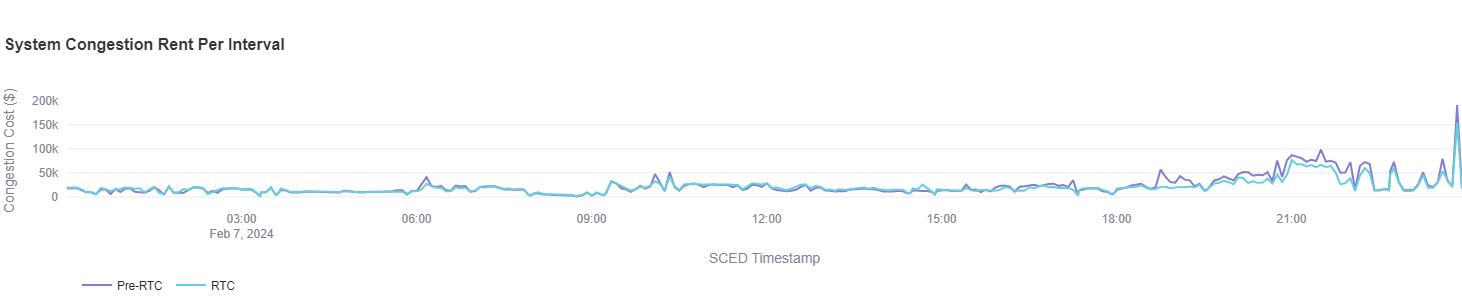 System Congestion Rent Per Interval
Congestion Cost ($)
200k
150k
100k
50k
0
03:00 06:00 09:00 12:00 15:00 18:00 21:00
Feb 7, 2024
SCED Timestamp
Pre-RTC RTC